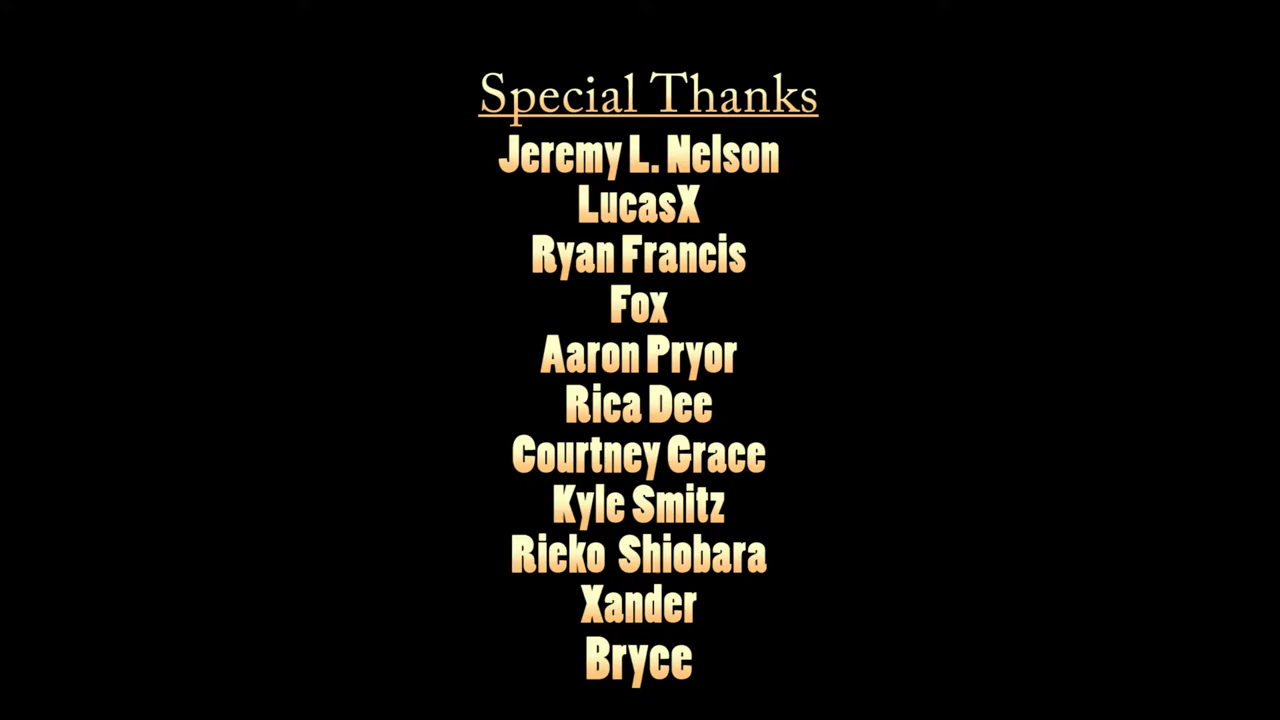 Special Thanks
Jeremy L. Nelson
LucasX
Ryan Francis
Fox
Aaron Pryor
Rica Dee
Courtney Grace
Kyle Smitz
Rieko Shiobara
Xander
Bryce